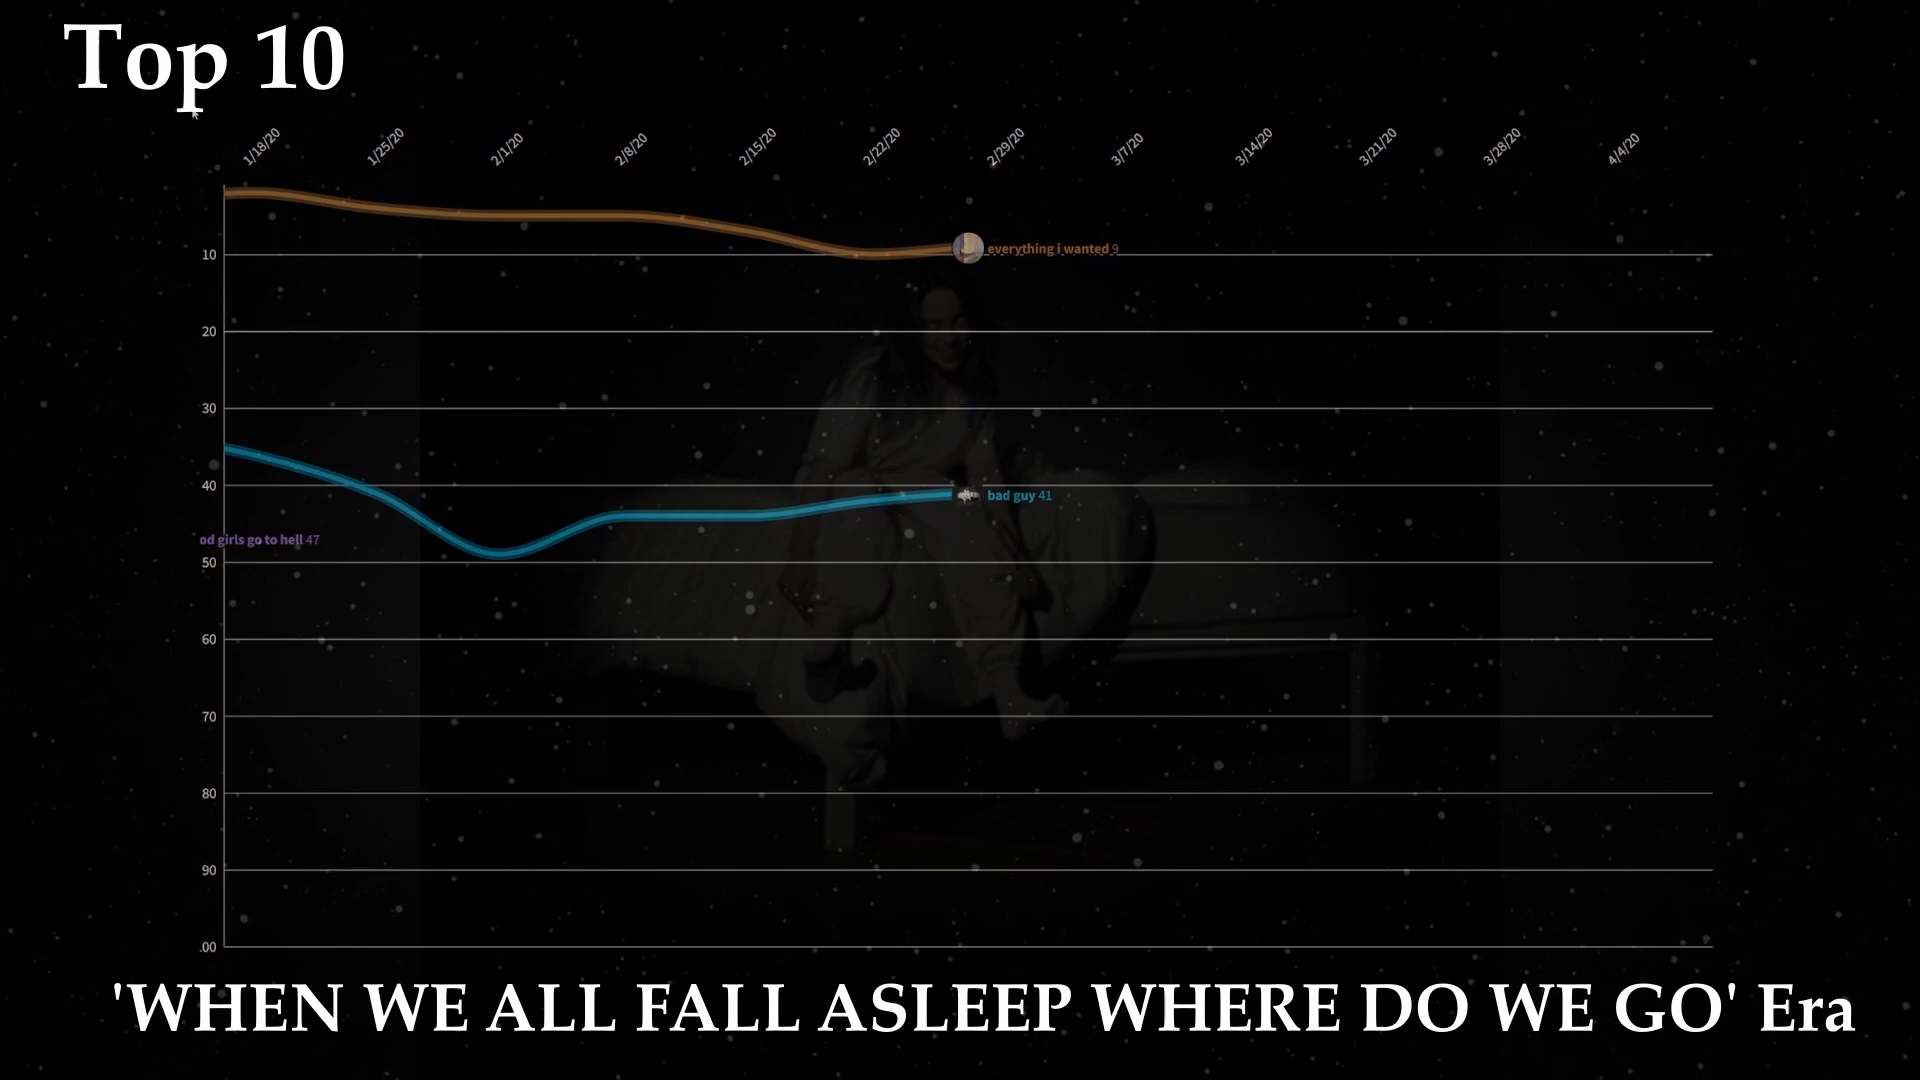 Top 10
1/18/20 1/25/20 2/1/20 2/8/20 2/15/20 2/22/20 2/29/20 3/7/20 3/14/20 3/21/20 3/28/20 4/4/20
everything i wanted 9
10
20
30
40
bad guy 41
od girls go to hell 47
50
60
70
80
90
00
'WHEN WE ALL FALL ASLEEP WHERE DO WE GO' Era